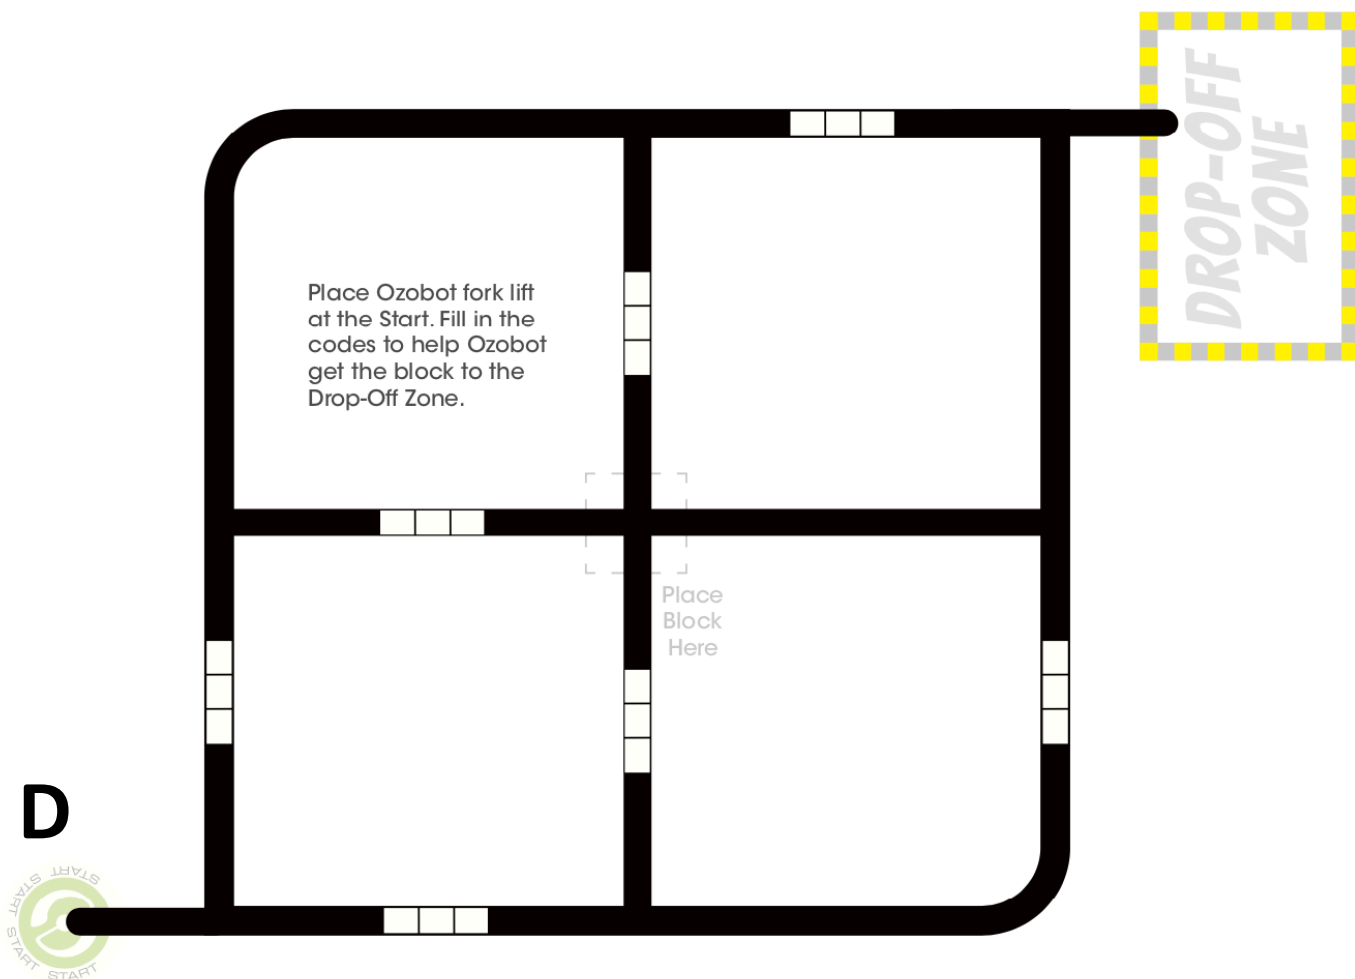 DROP-OFF
ZONE
Place Ozobot fork lift
at the Start. Fill in the
codes to help Ozobot
get the block to the
Drop-Off Zone.
Place
Block
Here
D
START START START START